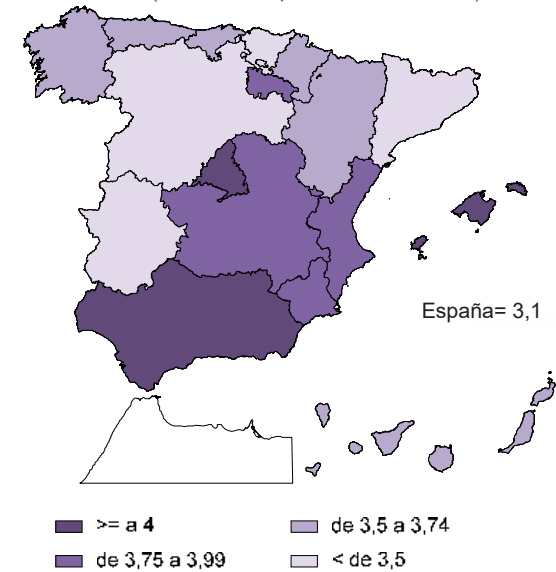 España= 3,1
>= a 4
de 3,5 a 3,74
de 3,75 a 3,99
< de 3,5